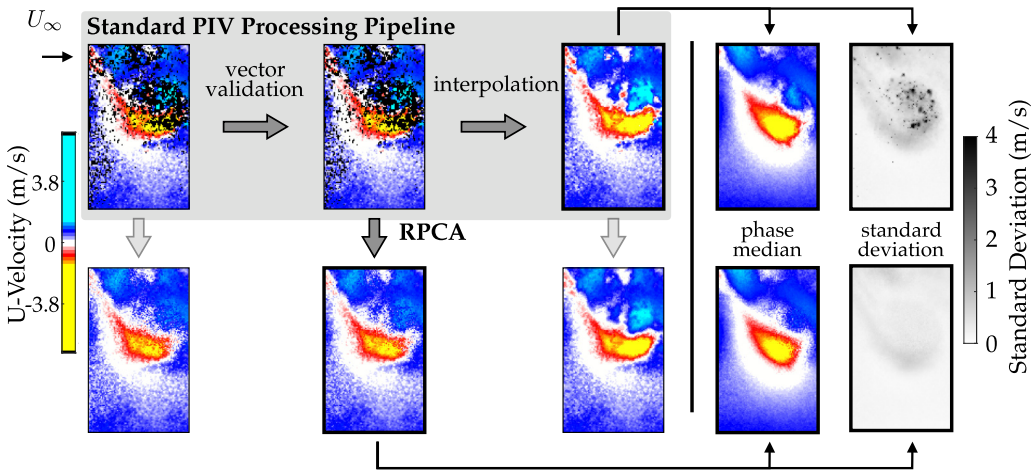 U∞
Standard PIV Processing Pipeline
vector
validation
interpolation
U-Velocity (m/s)
3.8
0
-3.8
RPCA
phase
median
standard
deviation
4
3
2
1
0
Standard Deviation (m/s)